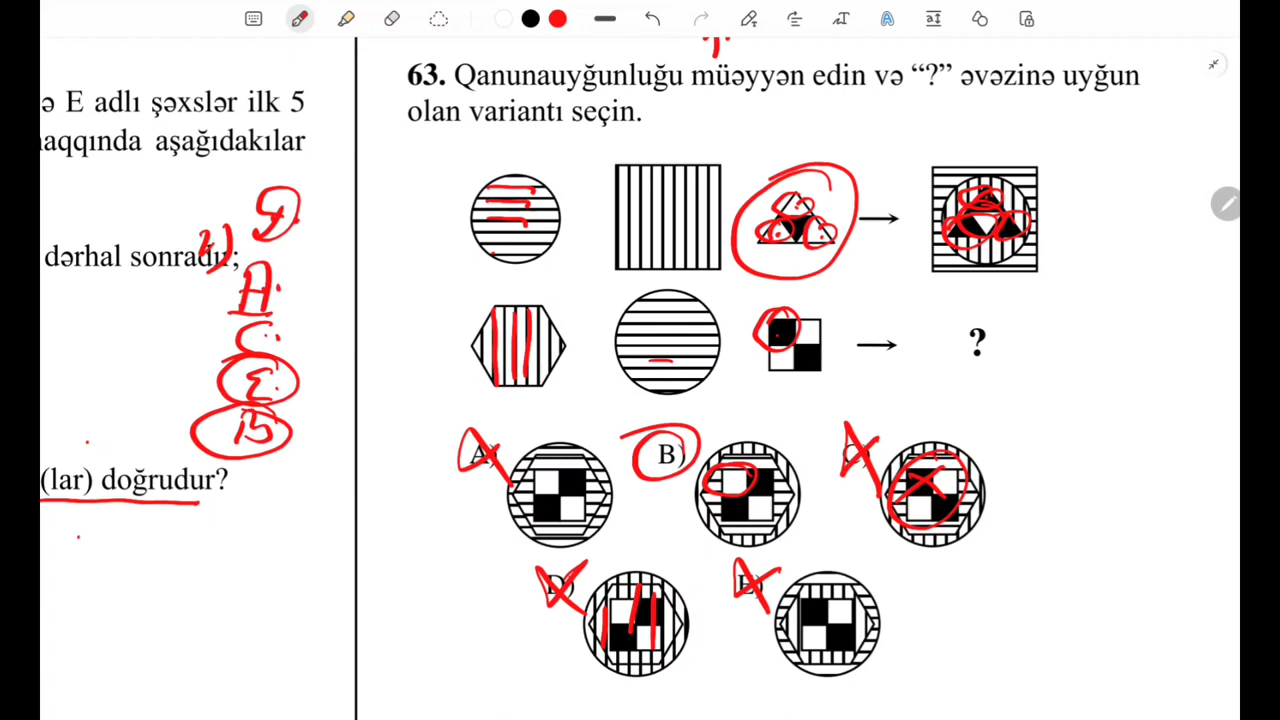 ə E adlı şəxslər ilk 5
haqqında aşağıdakılar
dərhal sonradır;
(lar) doğrudur?
D
A
C
E
B
63. Qanunauyğunluğu müəyyən edin və “?” əvəzinə uyğun
olan variantı seçin.
?
A) B) C)
D) E)